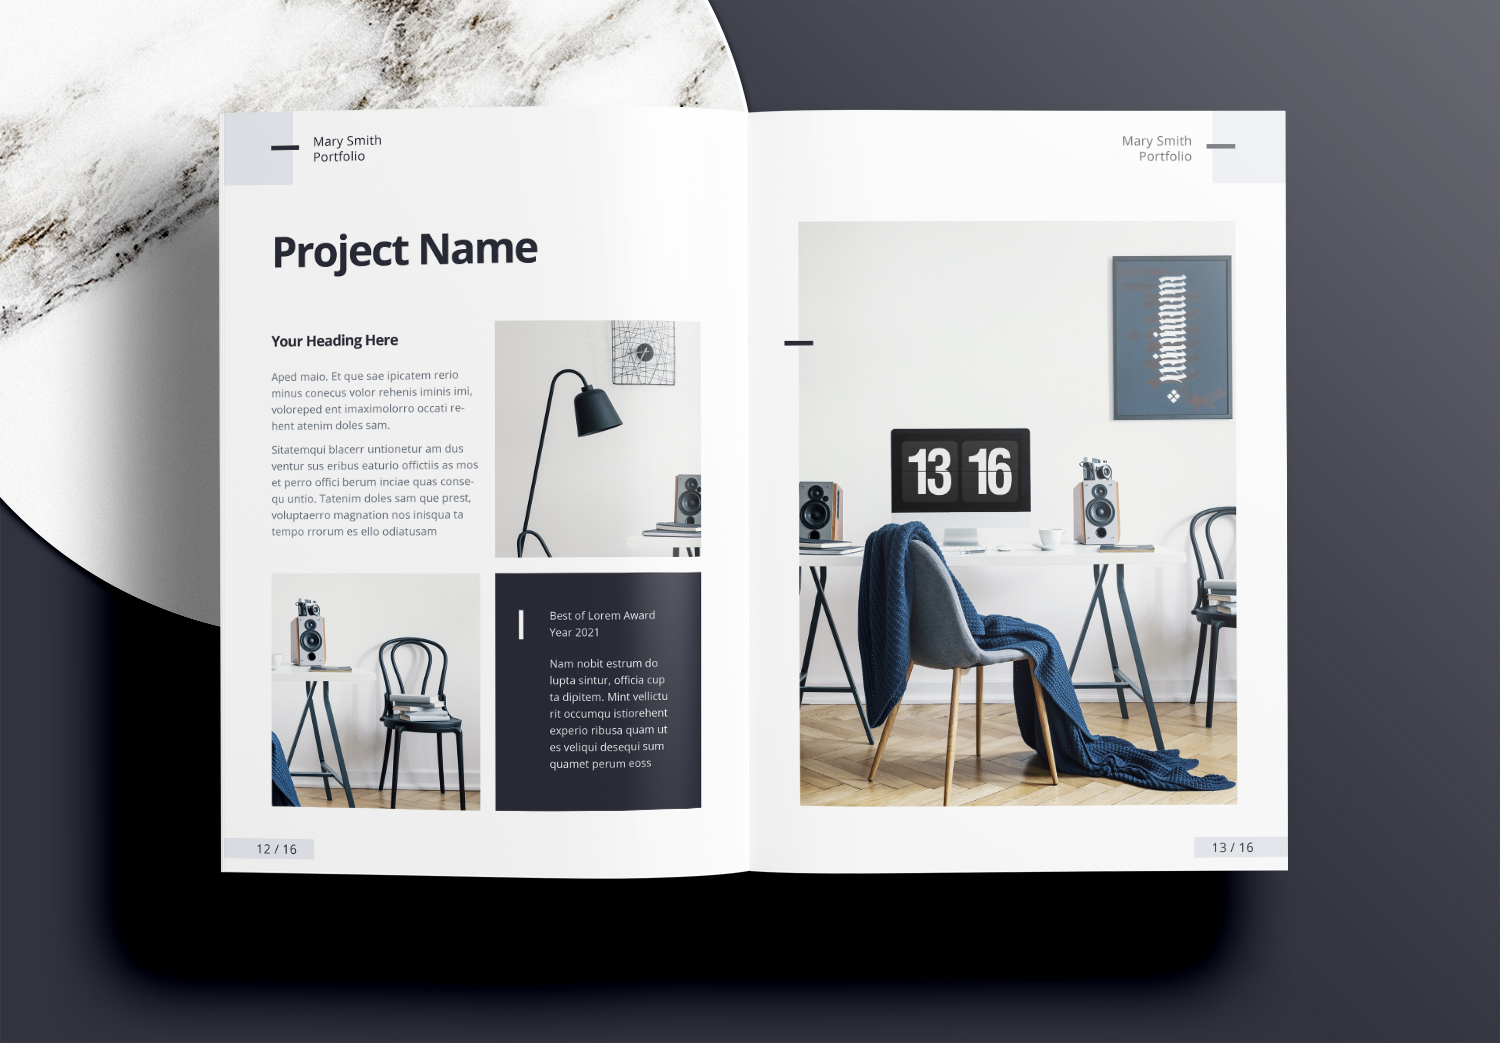 Mary Smith
Portfolio
Project Name
Your Heading Here
Aped maio. Et que sae ipicatem rerio
minus conecus volor rehenis iminis imi,
voloreped ent imaximolorro occati re-
hent atenim doles sam.
Sitatemqui blacerr untionetur am dus
ventur sus eribus eaturio offictiis as mos
et perro offici berum inciae quas conse-
qu untio. Tatenim doles sam que prest,
voluptaerro magnation nos inisqua ta
tempo rrorum es ello odiatusam
Best of Lorem Award
Year 2021
Nam nobit estrum do
lupta sintur, officia cup
ta dipitem. Mint vellictu
rit occumqu istiorehent
experio ribusa quam ut
es veliqui desequi sum
quamet perum eoss
12 / 16
Mary Smith
Portfolio
13 16
13 / 16